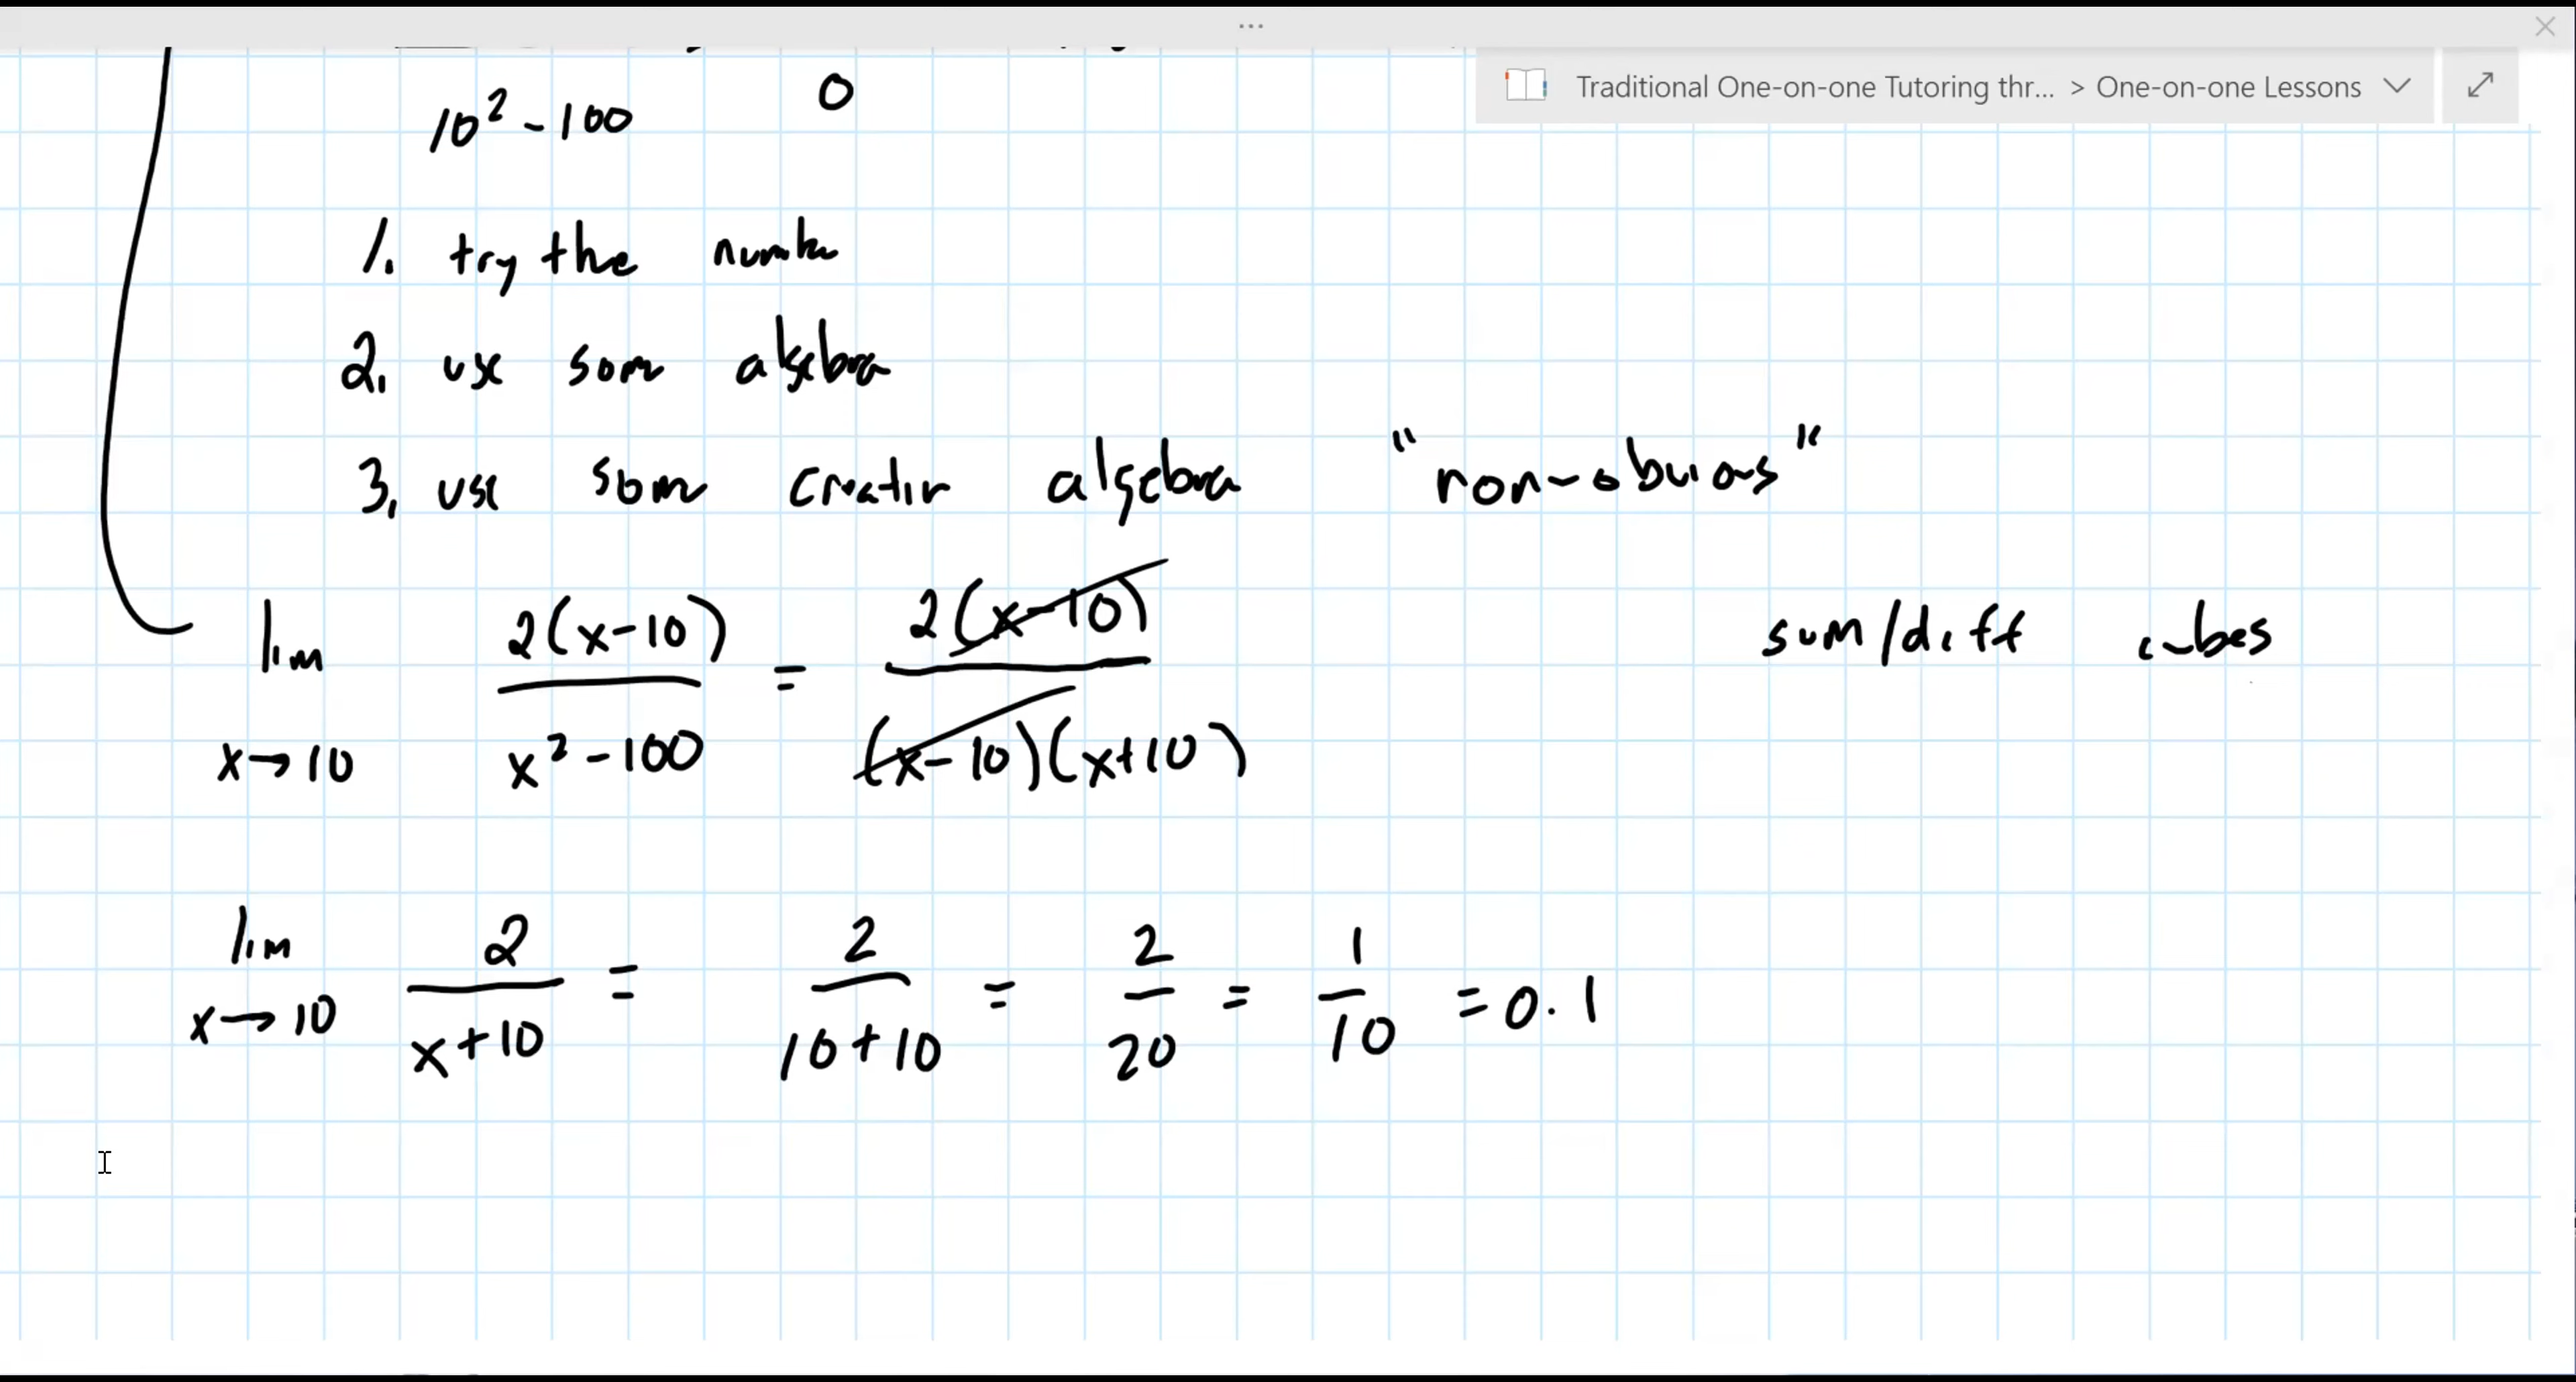 ...
Traditional One-on-one Tutoring thr... > One-on-one Lessons
10² - 100 0
1. try the number
2. use some algebra
3. use some creative algebra "non-obvious"
lim x→10 2(x-10) / x² - 100 = 2(x-10) / (x-10)(x+10)
sum/diff cubes
lim x→10 2 / x+10 = 2 / 10+10 = 2 / 20 = 1 / 10 = 0.1